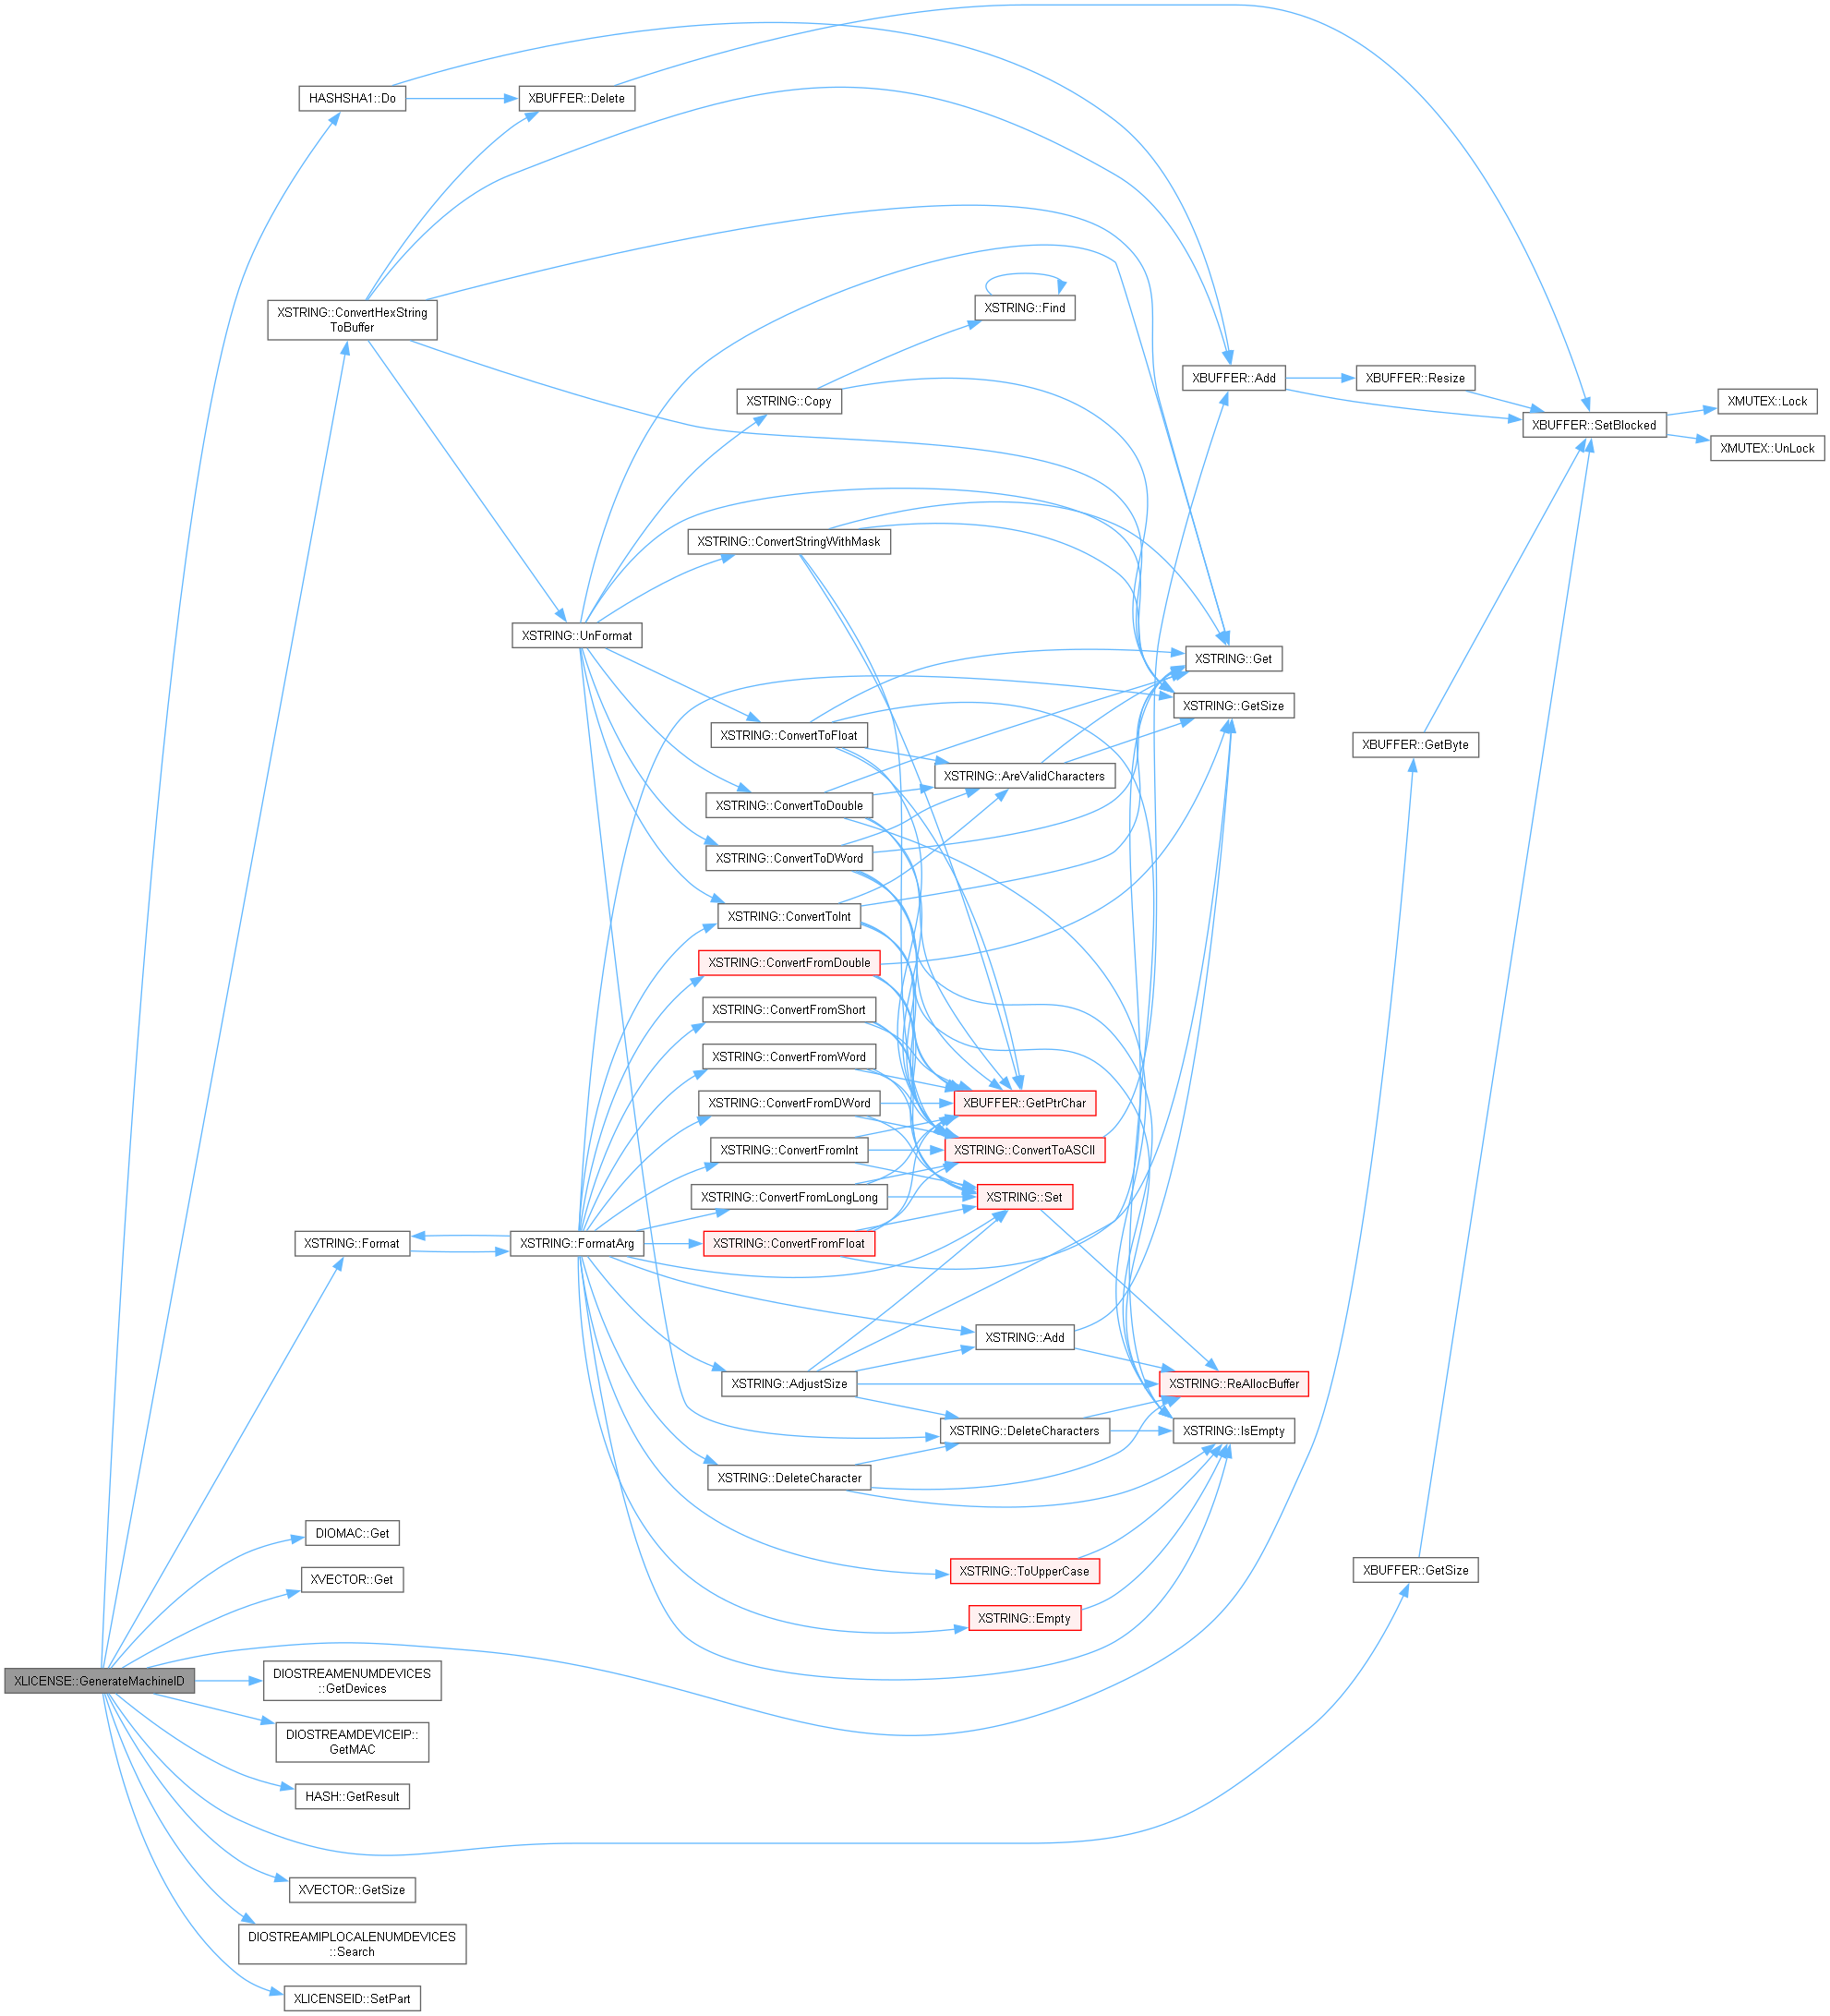 HASHSHA1::Do
XBUFFER::Delete
XSTRING::ConvertHexString
ToBuffer
XSTRING::Find
XBUFFER::Add
XBUFFER::Resize
XSTRING::Copy
XMUTEX::Lock
XBUFFER::SetBlocked
XMUTEX::UnLock
XSTRING::ConvertStringWithMask
XSTRING::UnFormat
XSTRING::Get
XSTRING::GetSize
XSTRING::ConvertToFloat
XBUFFER::GetByte
XSTRING::AreValidCharacters
XSTRING::ConvertToDouble
XSTRING::ConvertToDWord
XSTRING::ConvertToInt
XSTRING::ConvertFromDouble
XSTRING::ConvertFromShort
XSTRING::ConvertFromWord
XSTRING::ConvertFromDWord
XBUFFER::GetPtrChar
XSTRING::ConvertFromInt
XSTRING::ConvertToASCII
XSTRING::ConvertFromLongLong
XSTRING::Set
XSTRING::Format
XSTRING::FormatArg
XSTRING::ConvertFromFloat
XSTRING::Add
XSTRING::AdjustSize
XSTRING::ReAllocBuffer
XSTRING::DeleteCharacters
XSTRING::IsEmpty
XSTRING::DeleteCharacter
DIOMAC::Get
XVECTOR::Get
XSTRING::ToUpperCase
XBUFFER::GetSize
XSTRING::Empty
XLICENSE::GenerateMachineID
DIOSTREAMENUMDEVICES
::GetDevices
DIOSTREAMDEVICEIP::
GetMAC
HASH::GetResult
XVECTOR::GetSize
DIOSTREAMIPLOCALENUMDEVICES
::Search
XLICENSEID::SetPart